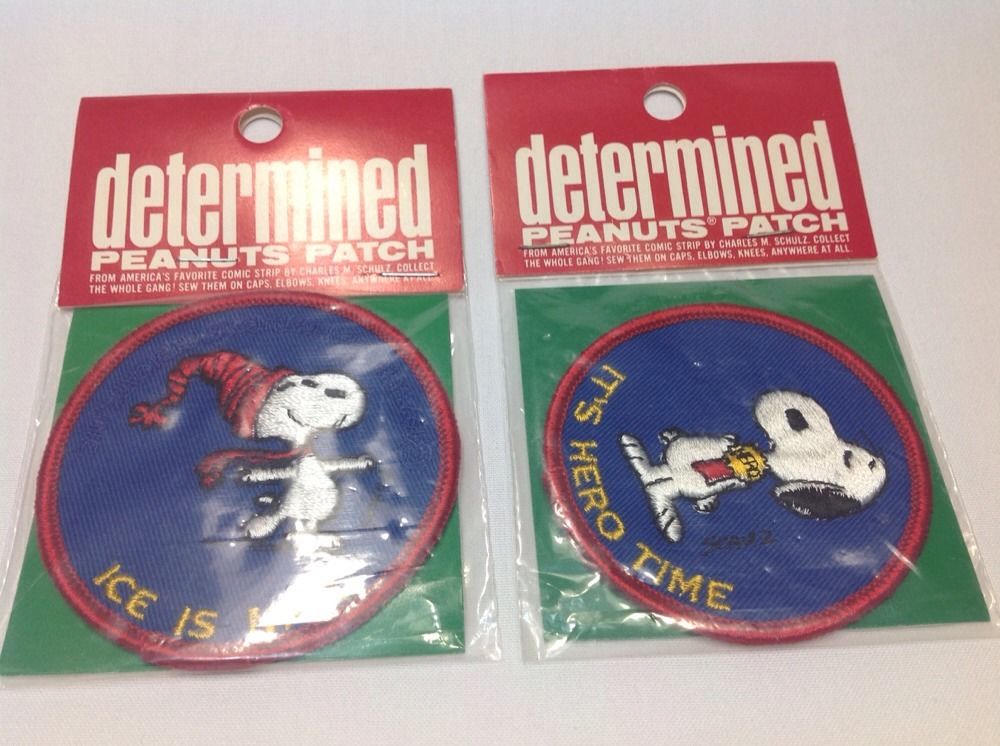 determined
PEANUTS PATCH
FROM AMERICA'S FAVORITE COMIC STRIP BY CHARLES M. SCHULZ. COLLECT
THE WHOLE GANG! SEW THEM ON CAPS, ELBOWS, KNEES, ANYWHERE AT ALL.
ICE IS
determined
PEANUTS® PATCH
FROM AMERICA'S FAVORITE COMIC STRIP BY CHARLES M. SCHULZ. COLLECT
THE WHOLE GANG! SEW THEM ON CAPS, ELBOWS, KNEES, ANYWHERE AT ALL.
IT'S HERO TIME
HERO